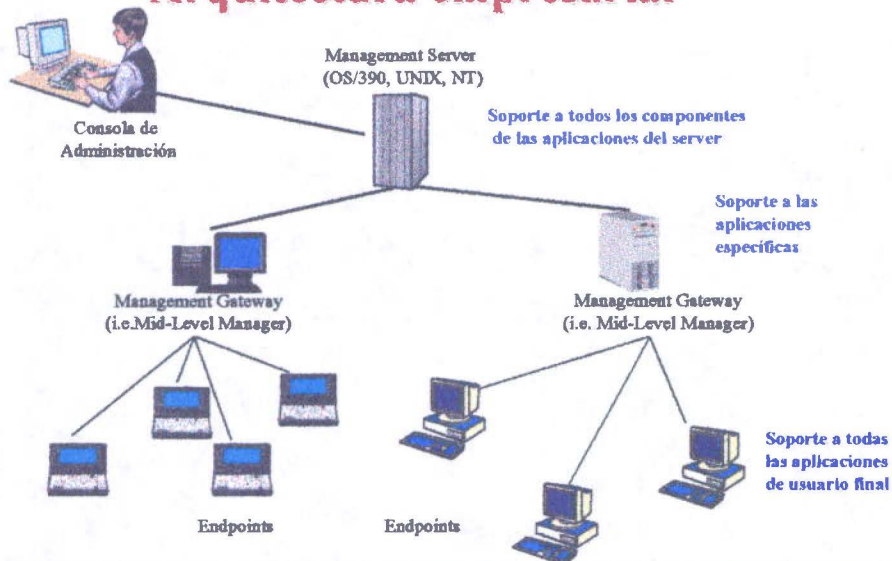 Arquitectura empresarial
Management Server
(OS/390, UNIX, NT)
Consola de
Administración
Soporte a todos los componentes
de las aplicaciones del server
Soporte a las
aplicaciones
específicas
Management Gateway
(i.e.Mid-Level Manager)
Management Gateway
(i.e. Mid-Level Manager)
Soporte a todas
las aplicaciones
de usuario final
Endpoints
Endpoints